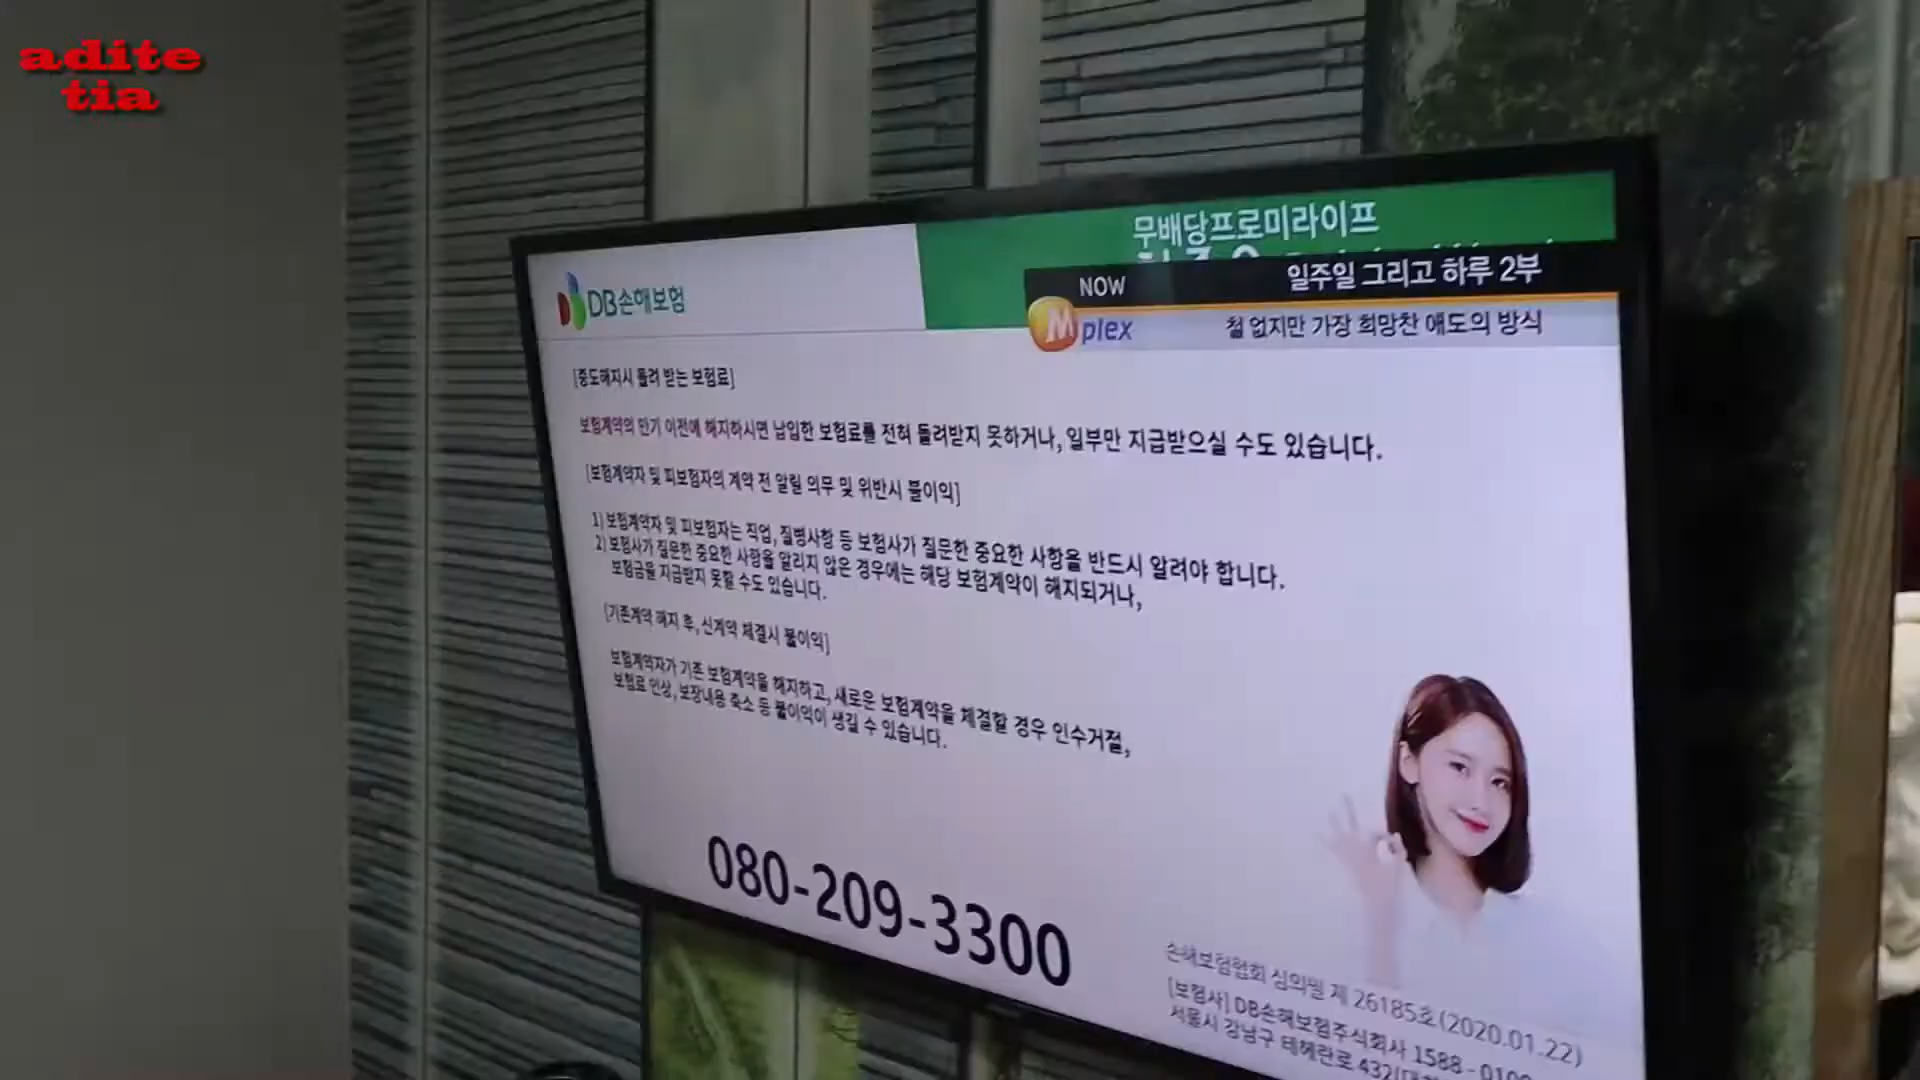 adite
tia
DB손해보험
무배당프로미라이프
NOW
일주일 그리고 하루 2부
Mplex
철 없지만 가장 희망찬 애도의 방식
[중도해지시 돌려 받는 보험료]
보험계약의 만기 이전에 해지하시면 납입한 보험료를 전혀 돌려받지 못하거나, 일부만 지급받으실 수도 있습니다.
[보험계약자 및 피보험자의 계약 전 알릴 의무 및 위반시 불이익]
1) 보험계약자 및 피보험자는 직업, 질병사항 등 보험사가 질문한 중요한 사항을 반드시 알려야 합니다.
2) 보험사가 질문한 중요한 사항을 알리지 않은 경우에는 해당 보험계약이 해지되거나,
보험금을 지급받지 못할 수도 있습니다.
[기존계약 해지 후, 신계약 체결시 불이익]
보험계약자가 기존 보험계약을 해지하고, 새로운 보험계약을 체결할 경우 인수거절,
보험료 인상, 보장내용 축소 등 불이익이 생길 수 있습니다.
080-209-3300
손해보험협회 심의필 제 26185호(2020.01.22)
[보험사] DB손해보험주식회사 1588-0100
서울시 강남구 테헤란로 432